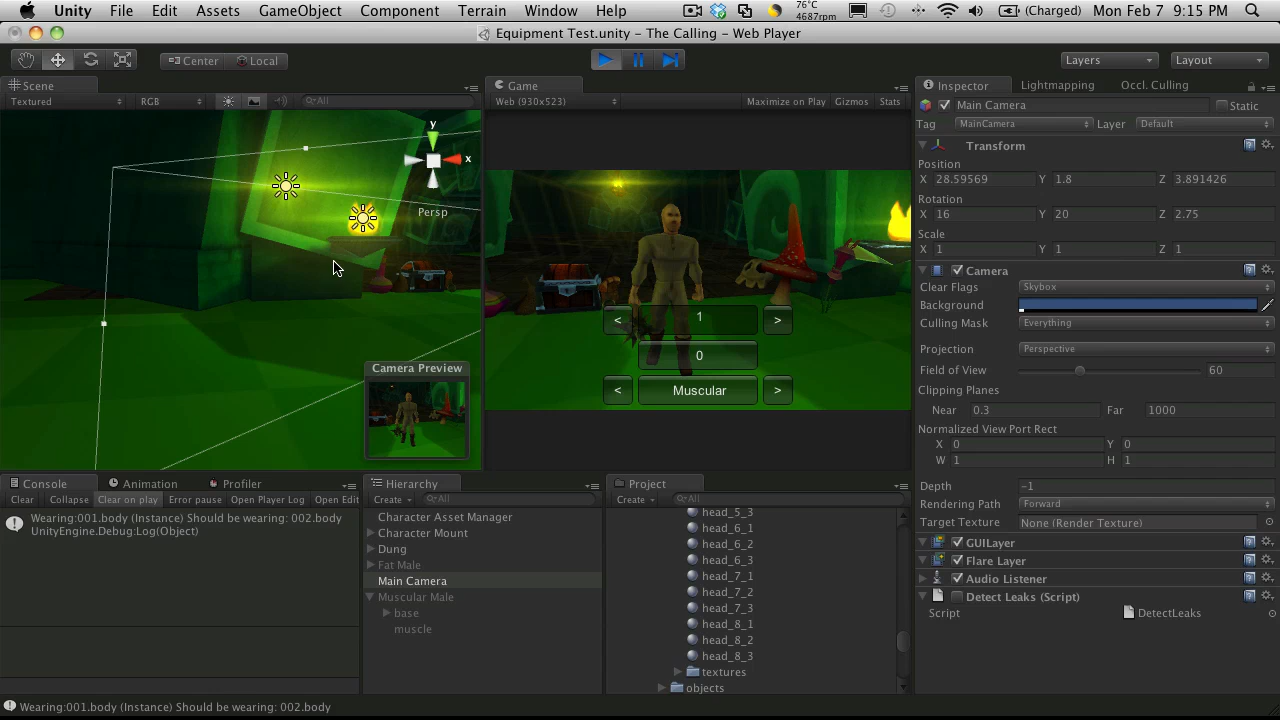 Unity File Edit Assets GameObject Component Terrain Window Help 76°C 4687rpm (Charged) Mon Feb 7 9:15 PM
Equipment Test.unity – The Calling – Web Player
Center Local Layers Layout
Scene
Textured RGB All
y
x
Persp
Camera Preview
Game
Web (930x523) Maximize on Play Gizmos Stats
< 1 >
0
< Muscular >
Inspector Lightmapping Occl. Culling
Main Camera Static
Tag MainCamera Layer Default
Transform
Position
X 28.59569 Y 1.8 Z 3.891426
Rotation
X 16 Y 20 Z 2.75
Scale
X 1 Y 1 Z 1
Camera
Clear Flags Skybox
Background
Culling Mask Everything
Projection Perspective
Field of View 60
Clipping Planes
Near 0.3 Far 1000
Normalized View Port Rect
X 0 Y 0
W 1 H 1
Depth −1
Rendering Path Forward
Target Texture None (Render Texture)
GUILayer
Flare Layer
Audio Listener
Detect Leaks (Script)
Script DetectLeaks
Console Animation Profiler
Clear Collapse Clear on play Error pause Open Player Log Open Edit
Wearing:001.body (Instance) Should be wearing: 002.body
UnityEngine.Debug:Log(Object)
Hierarchy
Create All
Character Asset Manager
Character Mount
Dung
Fat Male
Main Camera
Muscular Male
base
muscle
Project
Create All
head_5_3
head_6_1
head_6_2
head_6_3
head_7_1
head_7_2
head_7_3
head_8_1
head_8_2
head_8_3
textures
objects
Wearing:001.body (Instance) Should be wearing: 002.body